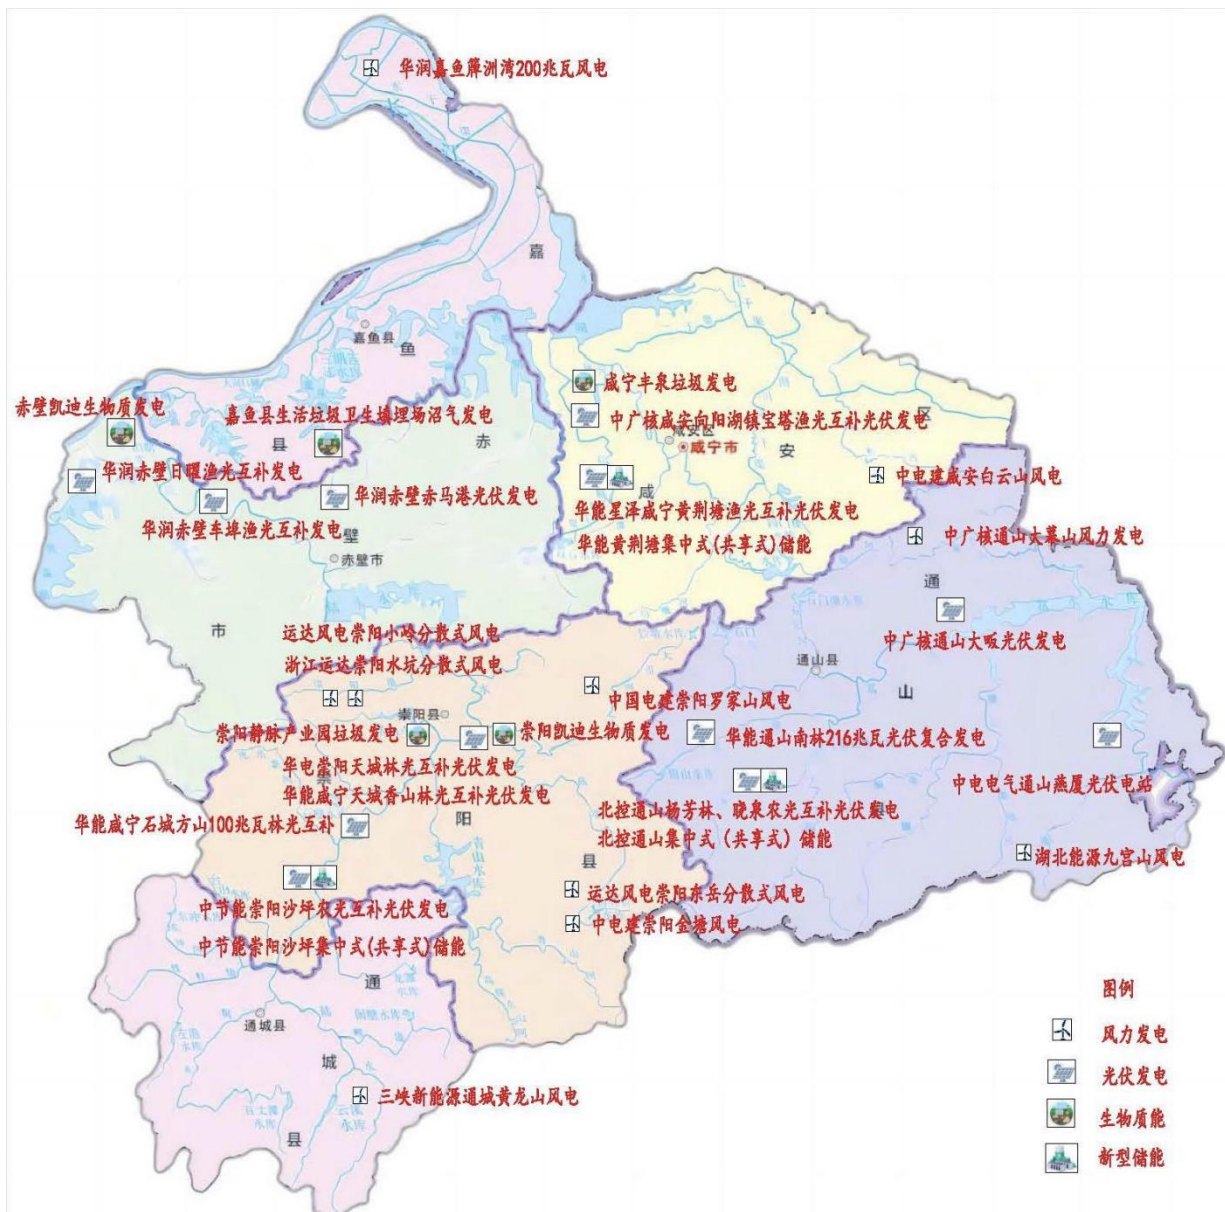 华润嘉鱼簰洲湾200兆瓦风电
嘉
嘉鱼县
鱼
县
赤壁凯迪生物质发电
嘉鱼县生活垃圾卫生填埋场沼气发电
赤
咸宁丰泉垃圾发电
中广核咸安向阳湖镇宝塔渔光互补光伏发电
区
咸安区
咸宁市
安
华润赤壁日曜渔光互补发电
华润赤壁赤马港光伏发电
华润赤壁车埠渔光互补发电
中电建咸安白云山风电
咸
华能星泽咸宁黄荆塘渔光互补光伏发电
华能黄荆塘集中式(共享式)储能
壁
赤壁市
市
中广核通山大幕山风力发电
通
中广核通山大畈光伏发电
通山县
山
运达风电崇阳小岭分散式风电
浙江运达崇阳水坑分散式风电
中国电建崇阳罗家山风电
崇阳县
崇阳静脉产业园垃圾发电
崇阳凯迪生物质发电
华能通山南林216兆瓦光伏复合发电
华电崇阳天城林光互补光伏发电
崇
中电电气通山燕厦光伏电站
华能咸宁天城香山林光互补光伏发电
北控通山杨芳林、晓泉农光互补光伏发电
华能咸宁石城方山100兆瓦林光互补
阳
北控通山集中式（共享式）储能
青山水库
县
湖北能源九宫山风电
运达风电崇阳东岳分散式风电
中节能崇阳沙坪农光互补光伏发电
中电建崇阳金塘风电
中节能崇阳沙坪集中式(共享式)储能
通
通城县
城
三峡新能源通城黄龙山风电
云溪
水库
县
图例
风力发电
光伏发电
生物质能
新型储能